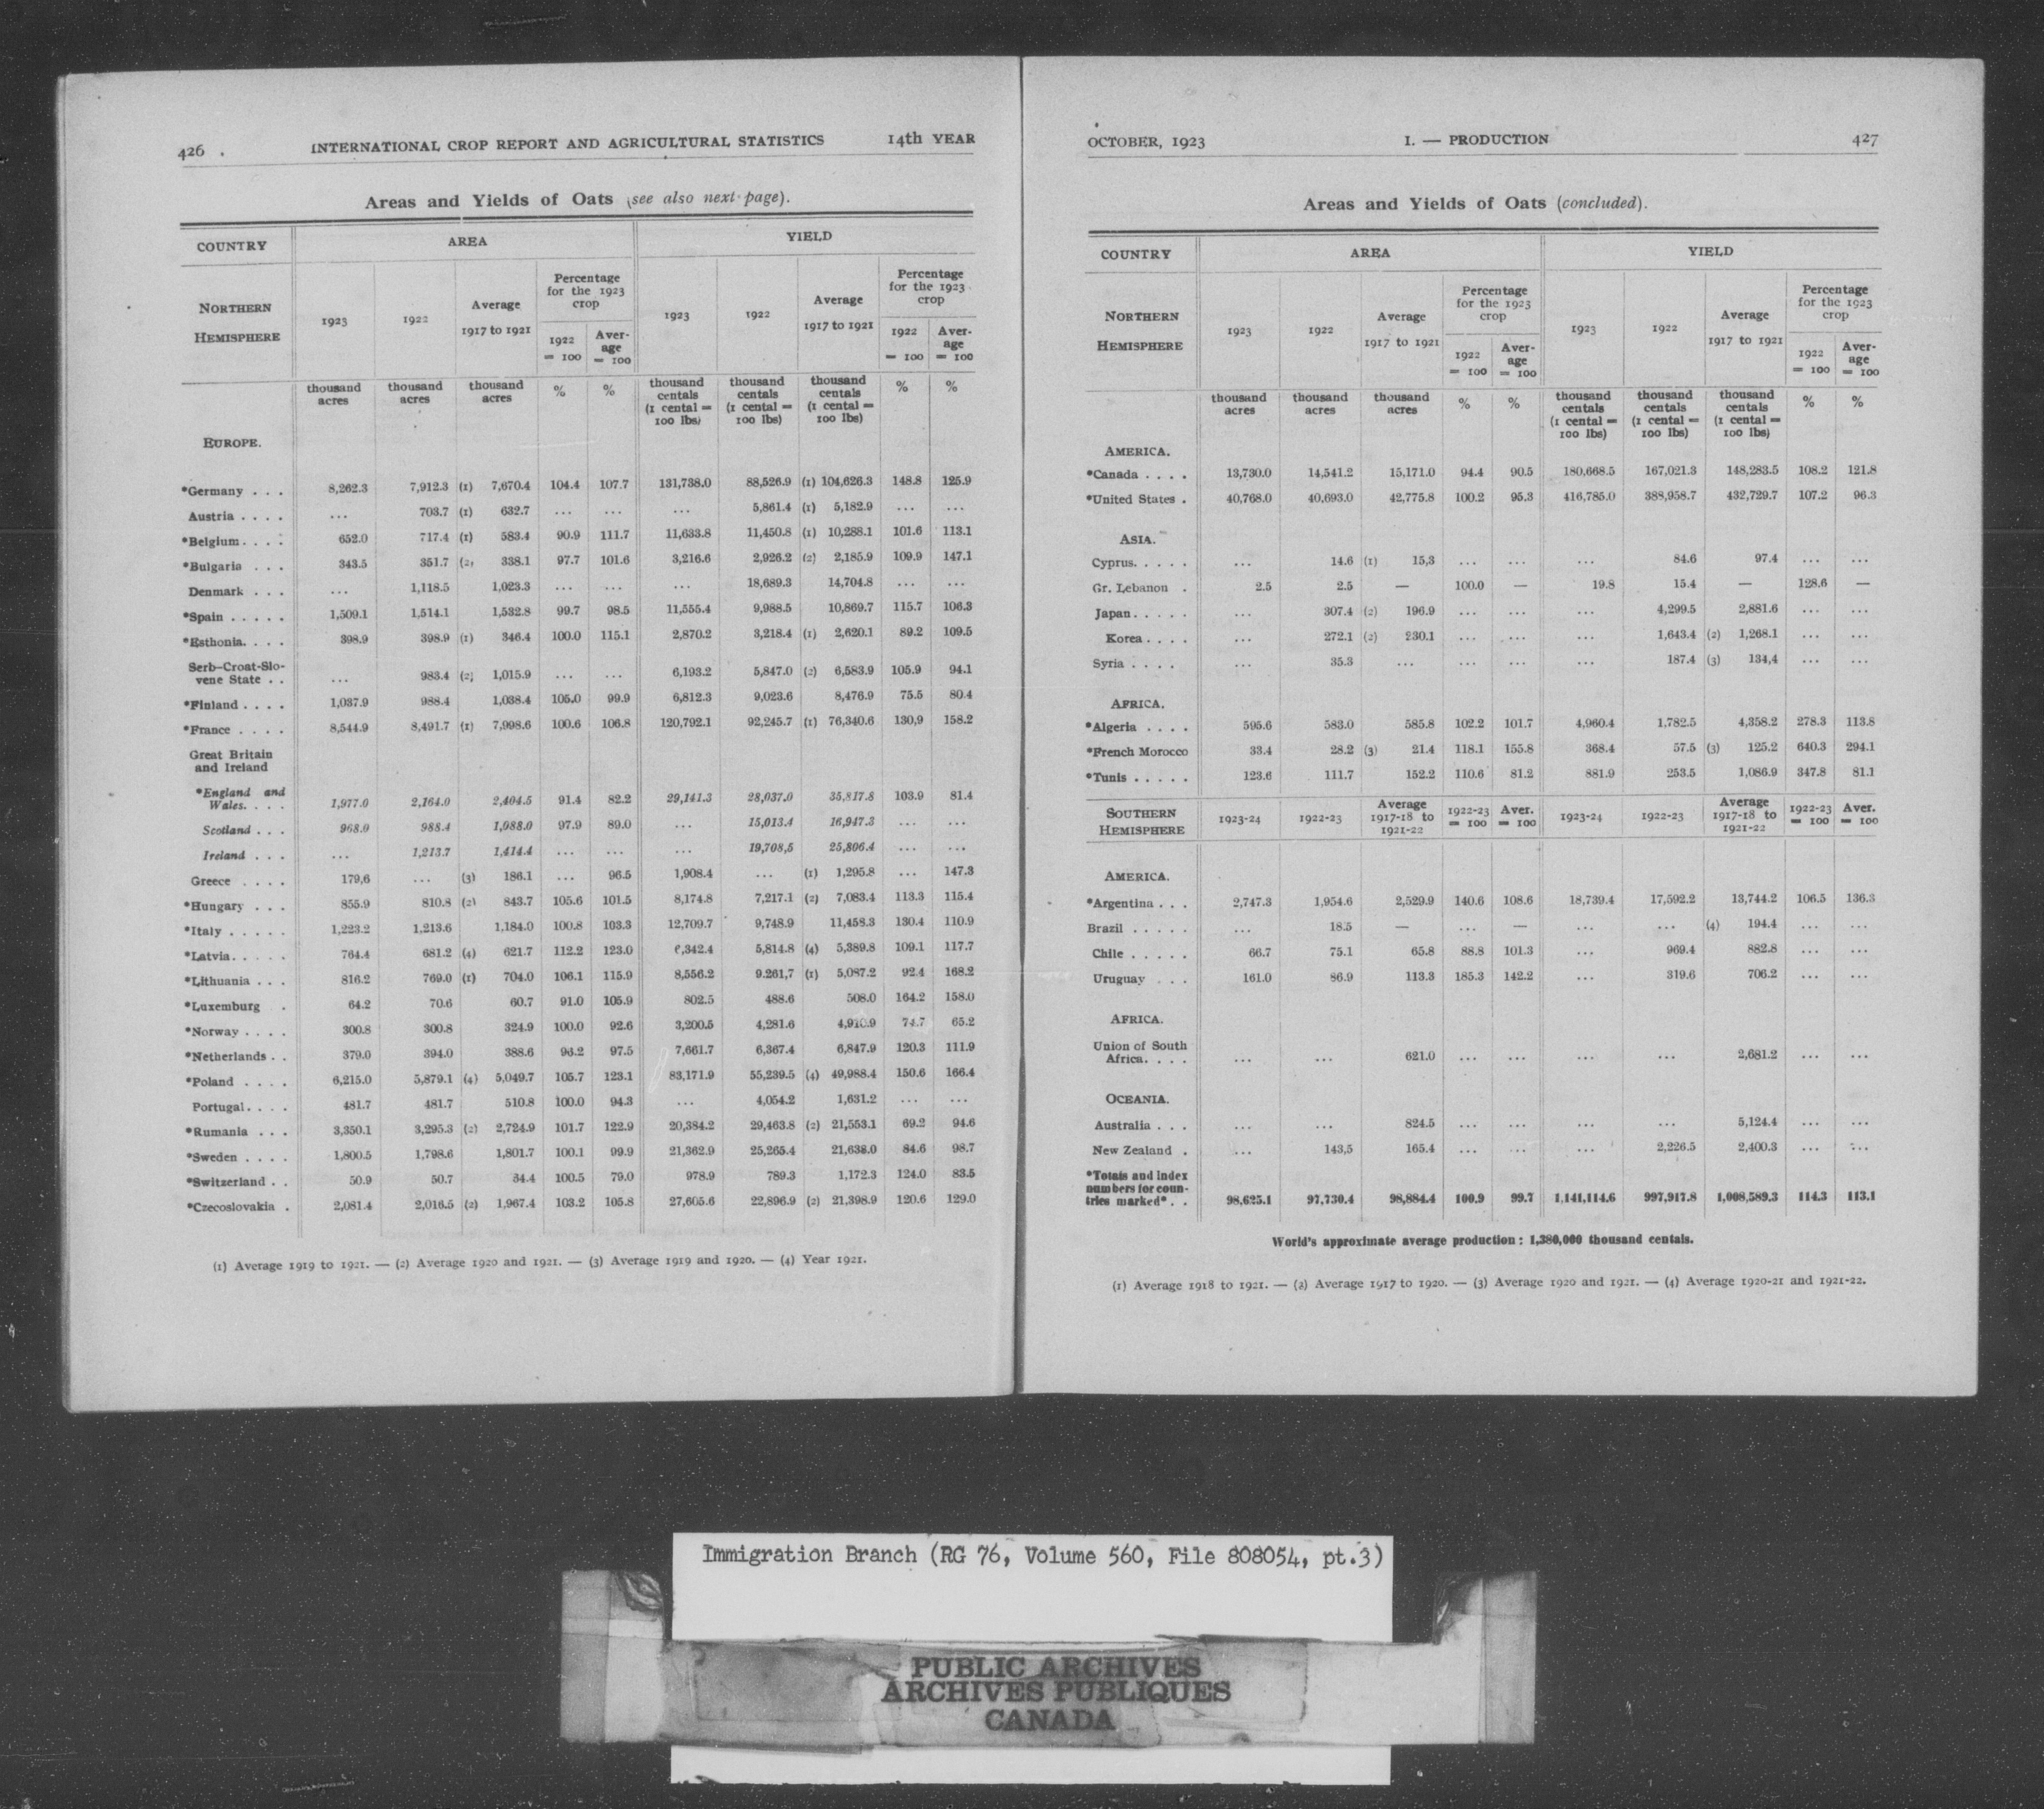 426 . INTERNATIONAL CROP REPORT AND AGRICULTURAL STATISTICS 14th YEAR
Areas and Yields of Oats (see also next page).
COUNTRY AREA YIELD
NORTHERN HEMISPHERE 1923 1922 Average 1917 to 1921 Percentage for the 1923 crop 1922 = 100 Aver-age = 100 1923 1922 Average 1917 to 1921 Percentage for the 1923 crop 1922 = 100 Aver-age = 100
thousand acres thousand acres thousand acres % % thousand centals (1 cental = 100 lbs) thousand centals (1 cental = 100 lbs) thousand centals (1 cental = 100 lbs) % %
EUROPE.
*Germany . . . 8,262.3 7,912.3 (1) 7,670.4 104.4 107.7 131,738.0 88,526.9 (1) 104,626.3 148.8 125.9
Austria . . . . ... 703.7 (1) 632.7 ... ... ... 5,861.4 (1) 5,182.9 ... ...
*Belgium. . . . 652.0 717.4 (1) 583.4 90.9 111.7 11,633.8 11,450.8 (1) 10,288.1 101.6 113.1
*Bulgaria . . . 343.5 351.7 (2) 338.1 97.7 101.6 3,216.6 2,926.2 (2) 2,185.9 109.9 147.1
Denmark . . . ... 1,118.5 1,023.3 ... ... ... 18,689.3 14,704.8 ... ...
*Spain . . . . . 1,509.1 1,514.1 1,532.8 99.7 98.5 11,555.4 9,988.5 10,869.7 115.7 106.3
*Esthonia. . . . 398.9 398.9 (1) 346.4 100.0 115.1 2,870.2 3,218.4 (1) 2,620.1 89.2 109.5
Serb-Croat-Slo-
vene State . . ... 983.4 (2) 1,015.9 ... ... 6,193.2 5,847.0 (2) 6,583.9 105.9 94.1
*Finland . . . . 1,037.9 988.4 1,038.4 105.0 99.9 6,812.3 9,023.6 8,476.9 75.5 80.4
*France . . . . 8,544.9 8,491.7 (1) 7,998.6 100.6 106.8 120,792.1 92,245.7 (1) 76,340.6 130,9 158.2
Great Britain
and Ireland
*England and
Wales. . . . 1,977.0 2,164.0 2,404.5 91.4 82.2 29,141.3 28,037.0 35,817.8 103.9 81.4
Scotland . . . 968.0 988.4 1,088.0 97.9 89.0 ... 15,013.4 16,947.3 ... ...
Ireland . . . ... 1,213.7 1,414.4 ... ... ... 19,708,5 25,806.4 ... ...
Greece . . . . 179,6 ... (3) 186.1 ... 96.5 1,908.4 ... (1) 1,295.8 ... 147.3
*Hungary . . . 855.9 810.8 (2) 843.7 105.6 101.5 8,174.8 7,217.1 (2) 7,083.4 113.3 115.4
*Italy . . . . . 1,223.2 1,213.6 1,184.0 100.8 103.3 12,709.7 9,748.9 11,458.3 130.4 110.9
*Latvia. . . . . 764.4 681.2 (4) 621.7 112.2 123.0 6,342.4 5,814.8 (4) 5,389.8 109.1 117.7
*Lithuania . . . 816.2 769.0 (1) 704.0 106.1 115.9 8,556.2 9.261,7 (1) 5,087.2 92.4 168.2
*Luxemburg . 64.2 70.6 60.7 91.0 105.9 802.5 488.6 508.0 164.2 158.0
*Norway . . . . 300.8 300.8 324.9 100.0 92.6 3,200.5 4,281.6 4,910.9 74.7 65.2
*Netherlands . . 379.0 394.0 388.6 96.2 97.5 7,661.7 6,367.4 6,847.9 120.3 111.9
*Poland . . . . 6,215.0 5,879.1 (4) 5,049.7 105.7 123.1 83,171.9 55,239.5 (4) 49,988.4 150.6 166.4
Portugal. . . . 481.7 481.7 510.8 100.0 94.3 ... 4,054.2 1,631.2 ... ...
*Rumania . . . 3,350.1 3,295.3 (2) 2,724.9 101.7 122.9 20,384.2 29,463.8 (2) 21,553.1 69.2 94.6
*Sweden . . . . 1,800.5 1,798.6 1,801.7 100.1 99.9 21,362.9 25,265.4 21,638.0 84.6 98.7
*Switzerland . . 50.9 50.7 34.4 100.5 79.0 978.9 789.3 1,172.3 124.0 83.5
*Czecoslovakia . 2,081.4 2,016.5 (2) 1,967.4 103.2 105.8 27,605.6 22,896.9 (2) 21,398.9 120.6 129.0
(1) Average 1919 to 1921. — (2) Average 1920 and 1921. — (3) Average 1919 and 1920. — (4) Year 1921.
OCTOBER, 1923 I. — PRODUCTION 427
Areas and Yields of Oats (concluded).
COUNTRY AREA YIELD
NORTHERN HEMISPHERE 1923 1922 Average 1917 to 1921 Percentage for the 1923 crop 1922 = 100 Aver-age = 100 1923 1922 Average 1917 to 1921 Percentage for the 1923 crop 1922 = 100 Aver-age = 100
thousand acres thousand acres thousand acres % % thousand centals (1 cental = 100 lbs) thousand centals (1 cental = 100 lbs) thousand centals (1 cental = 100 lbs) % %
AMERICA.
*Canada . . . . 13,730.0 14,541.2 15,171.0 94.4 90.5 180,668.5 167,021.3 148,283.5 108.2 121.8
*United States . 40,768.0 40,693.0 42,775.8 100.2 95.3 416,785.0 388,958.7 432,729.7 107.2 96.3
ASIA.
Cyprus. . . . . ... 14.6 (1) 15,3 ... ... ... 84.6 97.4 ... ...
Gr. Lebanon . 2.5 2.5 — 100.0 — 19.8 15.4 — 128.6 —
Japan . . . . . ... 307.4 (2) 196.9 ... ... ... 4,299.5 2,881.6 ... ...
Korea . . . . ... 272.1 (2) 230.1 ... ... ... 1,643.4 (2) 1,268.1 ... ...
Syria . . . . ... 35.3 ... ... ... ... 187.4 (3) 134,4 ... ...
AFRICA.
*Algeria . . . . 595.6 583.0 585.8 102.2 101.7 4,960.4 1,782.5 4,358.2 278.3 113.8
*French Morocco 33.4 28.2 (3) 21.4 118.1 155.8 368.4 57.5 (3) 125.2 640.3 294.1
*Tunis . . . . . 123.6 111.7 152.2 110.6 81.2 881.9 253.5 1,086.9 347.8 81.1
SOUTHERN HEMISPHERE 1923-24 1922-23 Average 1917-18 to 1921-22 1922-23 = 100 Aver. = 100 1923-24 1922-23 Average 1917-18 to 1921-22 1922-23 = 100 Aver. = 100
AMERICA.
*Argentina . . . 2,747.3 1,954.6 2,529.9 140.6 108.6 18,739.4 17,592.2 13,744.2 106.5 136.3
Brazil . . . . . ... 18.5 — ... — ... ... (4) 194.4 ... ...
Chile . . . . . 66.7 75.1 65.8 88.8 101.3 ... 969.4 882.8 ... ...
Uruguay . . . 161.0 86.9 113.3 185.3 142.2 ... 319.6 706.2 ... ...
AFRICA.
Union of South
Africa. . . . ... ... 621.0 ... ... ... ... 2,681.2 ... ...
OCEANIA.
Australia . . . ... ... 824.5 ... ... ... ... 5,124.4 ... ...
New Zealand . ... 143,5 165.4 ... ... ... 2,226.5 2,400.3 ... ...
*Totals and index
numbers for coun-
tries marked* . . 98,625.1 97,730.4 98,884.4 100.9 99.7 1,141,114.6 997,917.8 1,008,589.3 114.3 113.1
World's approximate average production : 1,380,000 thousand centals.
(1) Average 1918 to 1921. — (2) Average 1917 to 1920. — (3) Average 1920 and 1921. — (4) Average 1920-21 and 1921-22.
Immigration Branch (RG 76, Volume 560, File 808054, pt.3)
PUBLIC ARCHIVES
ARCHIVES PUBLIQUES
CANADA